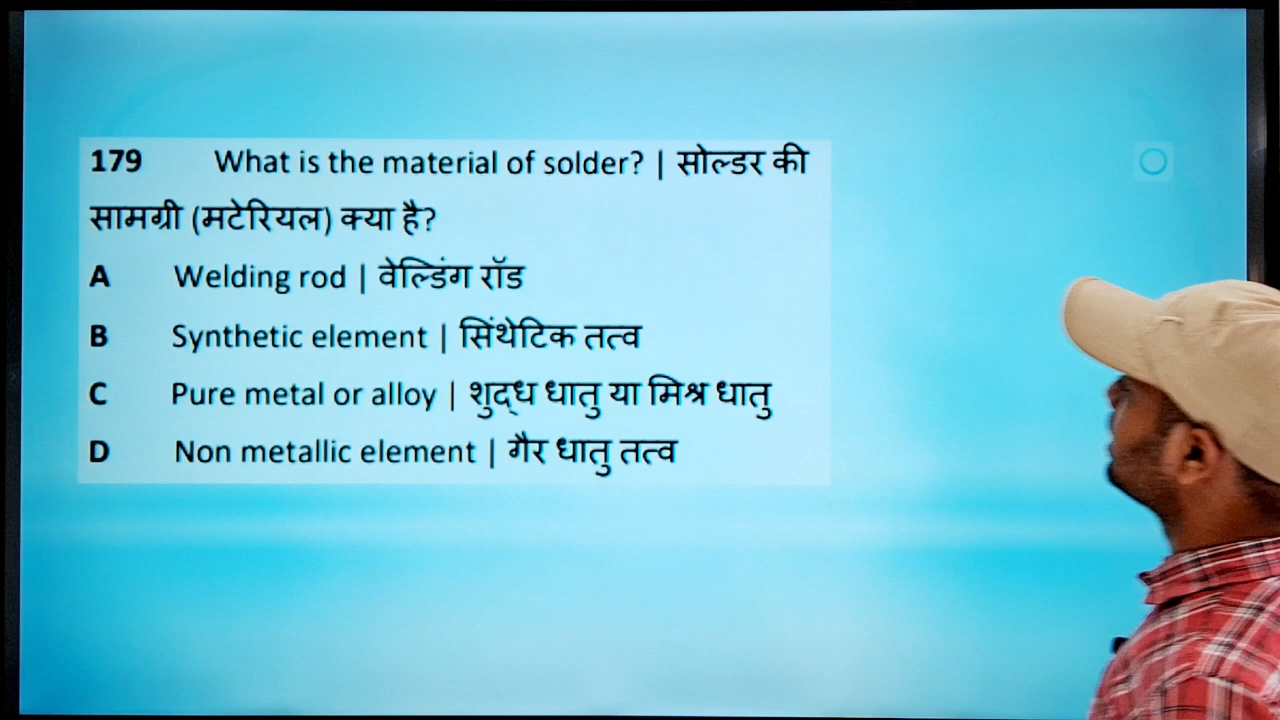 179 What is the material of solder? | सोल्डर की
सामग्री (मटेरियल) क्या है?
A Welding rod | वेल्डिंग रॉड
B Synthetic element | सिंथेटिक तत्व
C Pure metal or alloy | शुद्ध धातु या मिश्र धातु
D Non metallic element | गैर धातु तत्व